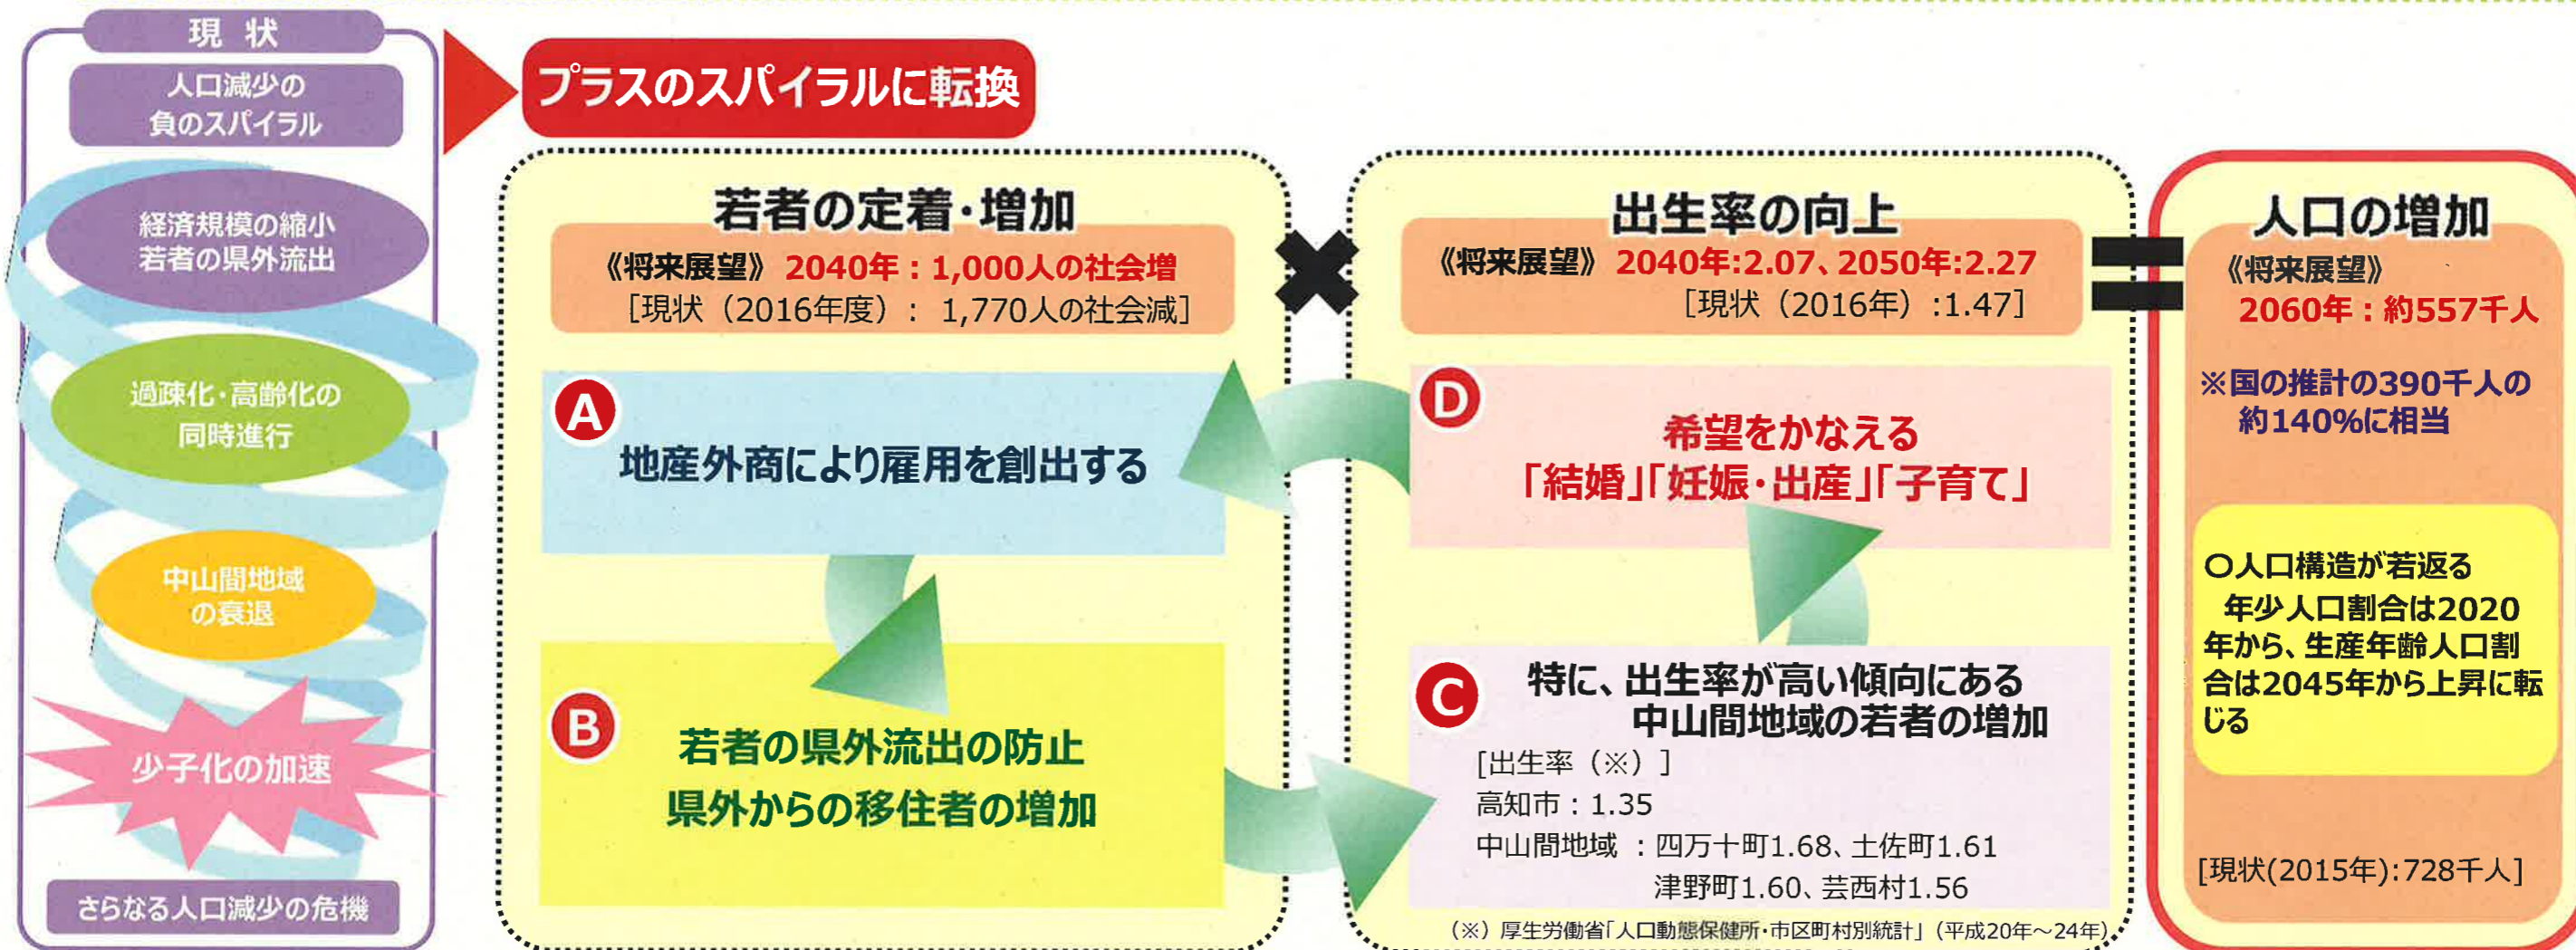 現 状
人口減少の
負のスパイラル
経済規模の縮小
若者の県外流出
過疎化・高齢化の
同時進行
中山間地域
の衰退
少子化の加速
さらなる人口減少の危機
プラスのスパイラルに転換
若者の定着・増加
《将来展望》 2040年：1,000人の社会増
［現状（2016年度）： 1,770人の社会減］
A
地産外商により雇用を創出する
B
若者の県外流出の防止
県外からの移住者の増加
✖
出生率の向上
《将来展望》 2040年:2.07、2050年:2.27
［現状（2016年）:1.47］
D
希望をかなえる
「結婚」「妊娠・出産」「子育て」
C
特に、出生率が高い傾向にある
中山間地域の若者の増加
[出生率（※）]
高知市：1.35
中山間地域 ：四万十町1.68、土佐町1.61
津野町1.60、芸西村1.56
（※）厚生労働省「人口動態保健所・市区町村別統計」（平成20年～24年）
=
人口の増加
《将来展望》
2060年：約557千人
※国の推計の390千人の
約140%に相当
〇人口構造が若返る
年少人口割合は2020
年から、生産年齢人口割
合は2045年から上昇に転
じる
[現状(2015年):728千人]